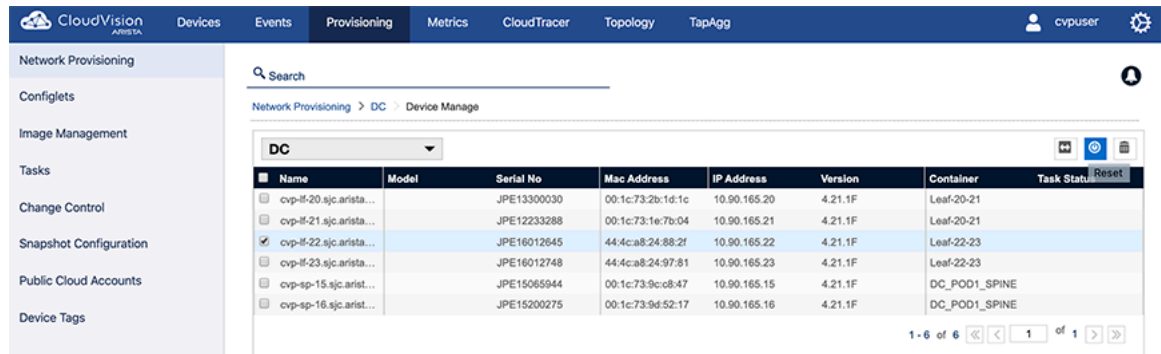 CloudVision Devices Events Provisioning Metrics CloudTracer Topology TapAgg cvpuser
ARISTA
Network Provisioning
Configlets
Image Management
Tasks
Change Control
Snapshot Configuration
Public Cloud Accounts
Device Tags
Search
Network Provisioning > DC > Device Manage
DC
Reset
Name Model Serial No Mac Address IP Address Version Container Task Status
cvp-lf-20.sjc.arista... JPE13300030 00:1c:73:2b:1d:1c 10.90.165.20 4.21.1F Leaf-20-21
cvp-lf-21.sjc.arista... JPE12233288 00:1c:73:1e:7b:04 10.90.165.21 4.21.1F Leaf-20-21
cvp-lf-22.sjc.arista... JPE16012645 44:4c:a8:24:88:2f 10.90.165.22 4.21.1F Leaf-22-23
cvp-lf-23.sjc.arista... JPE16012748 44:4c:a8:24:97:81 10.90.165.23 4.21.1F Leaf-22-23
cvp-sp-15.sjc.arist... JPE15065944 00:1c:73:9c:c8:47 10.90.165.15 4.21.1F DC_POD1_SPINE
cvp-sp-16.sjc.arist... JPE15200275 00:1c:73:9d:52:17 10.90.165.16 4.21.1F DC_POD1_SPINE
1 - 6 of 6 1 of 1